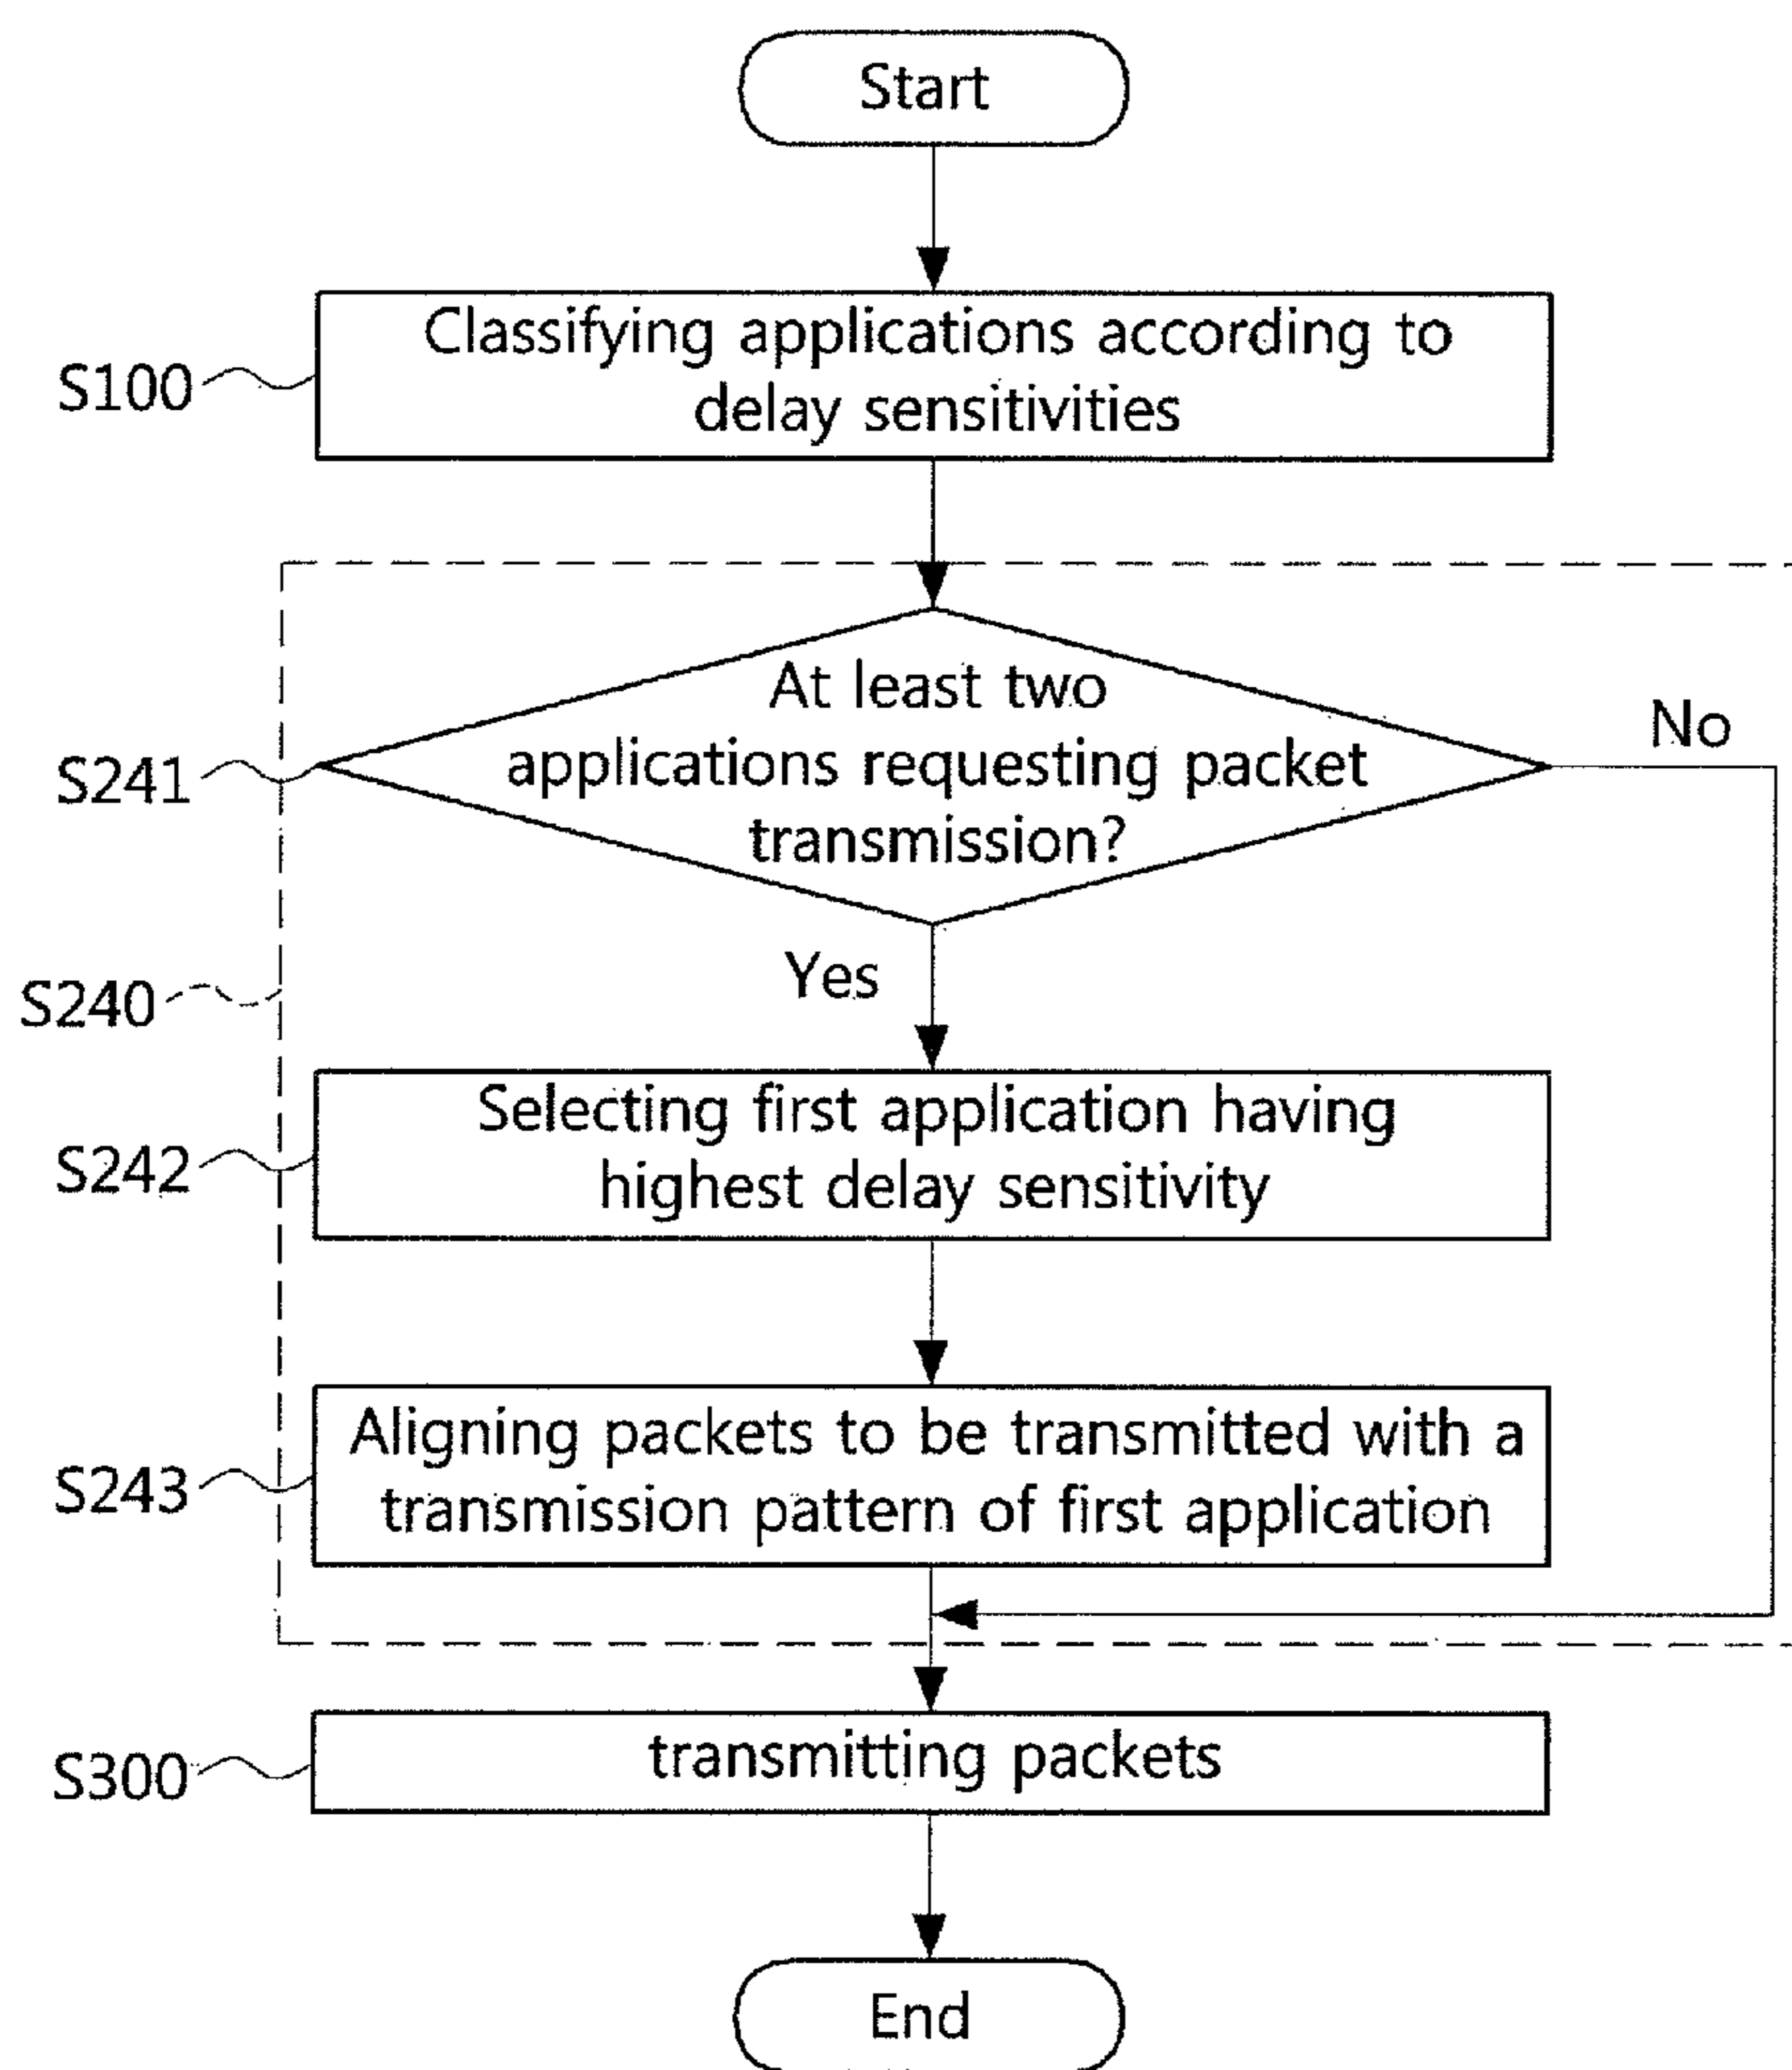 Start
S100
Classifying applications according to
delay sensitivities
S241
At least two
applications requesting packet
transmission?
No
Yes
S240
S242
Selecting first application having
highest delay sensitivity
S243
Aligning packets to be transmitted with a
transmission pattern of first application
S300
transmitting packets
End